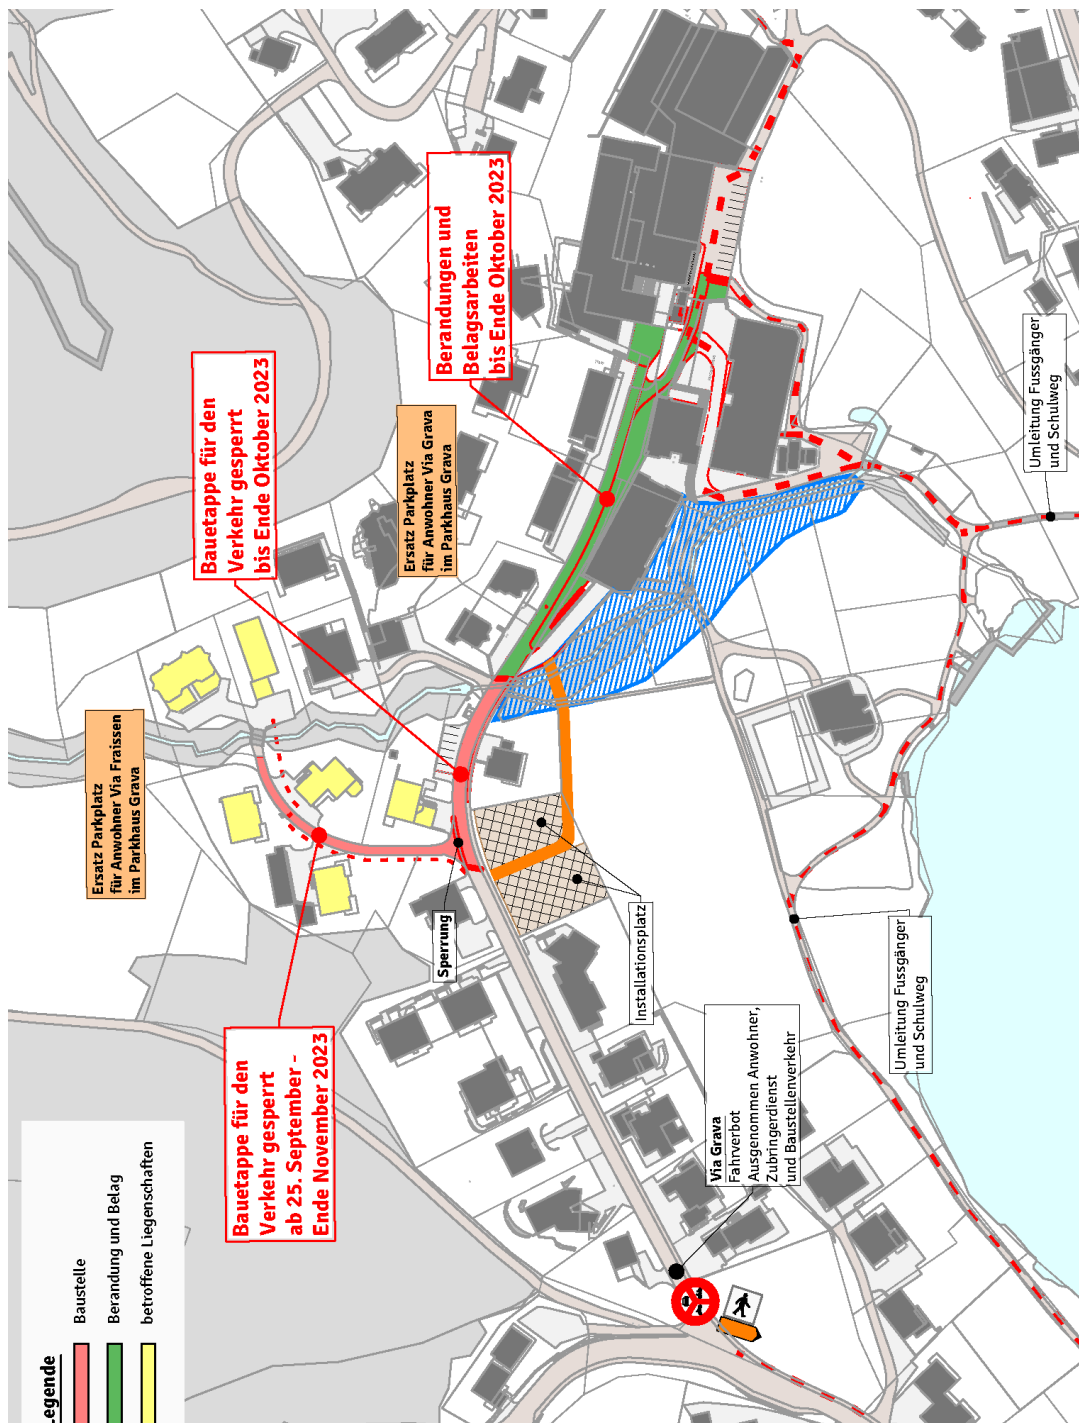 Legende
Baustelle
Berandung und Belag
betroffene Liegenschaften
Ersatz Parkplatz
für Anwohner Via Fraissen
im Parkhaus Grava
Bauetappe für den
Verkehr gesperrt
ab 25. September -
Ende November 2023
Bauetappe für den
Verkehr gesperrt
bis Ende Oktober 2023
Ersatz Parkplatz
für Anwohner Via Grava
im Parkhaus Grava
Berandungen und
Belagsarbeiten
bis Ende Oktober 2023
Sperrung
Installationsplatz
Via Grava
Fahrverbot
Ausgenommen Anwohner,
Zubringerdienst
und Baustellenverkehr
Umleitung Fussgänger
und Schulweg
Umleitung Fussgänger
und Schulweg